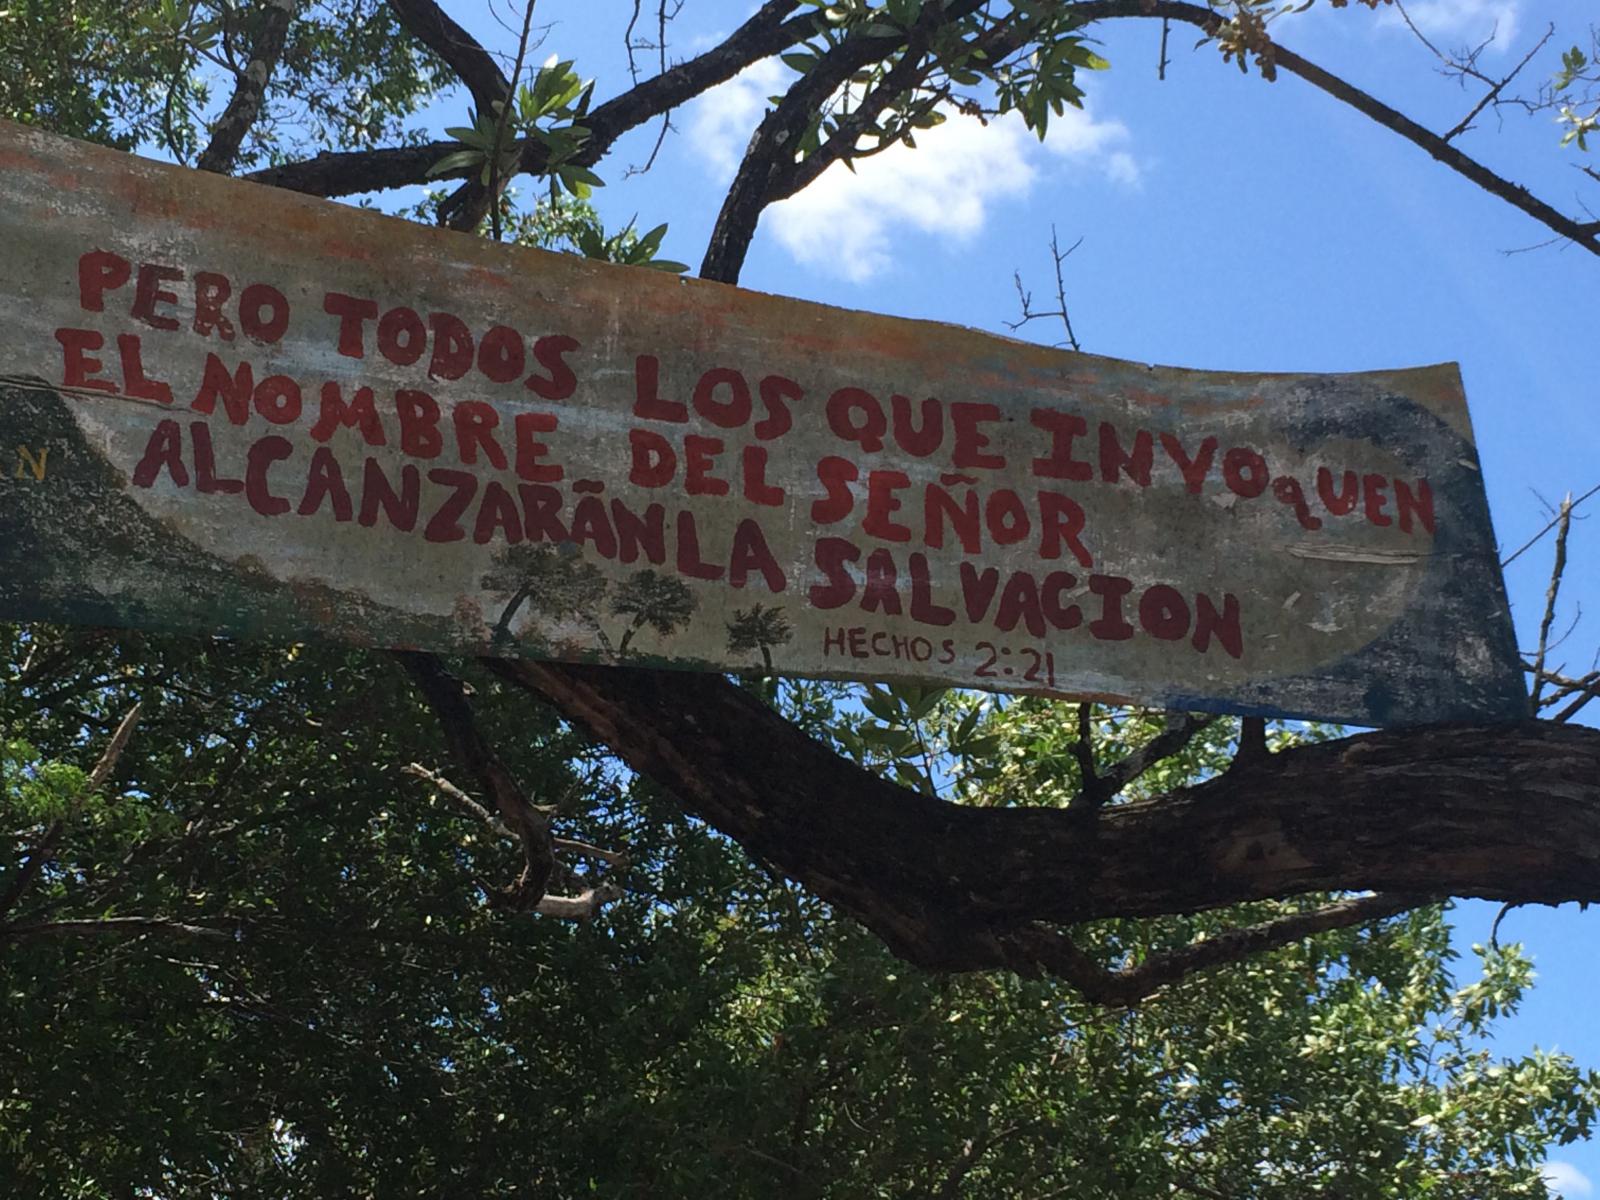 PERO TODOS LOS QUE INVOqUEN
EL NOMBRE DEL SEÑOR
ALCANZARÃN LA SALVACION
HECHOS 2:21